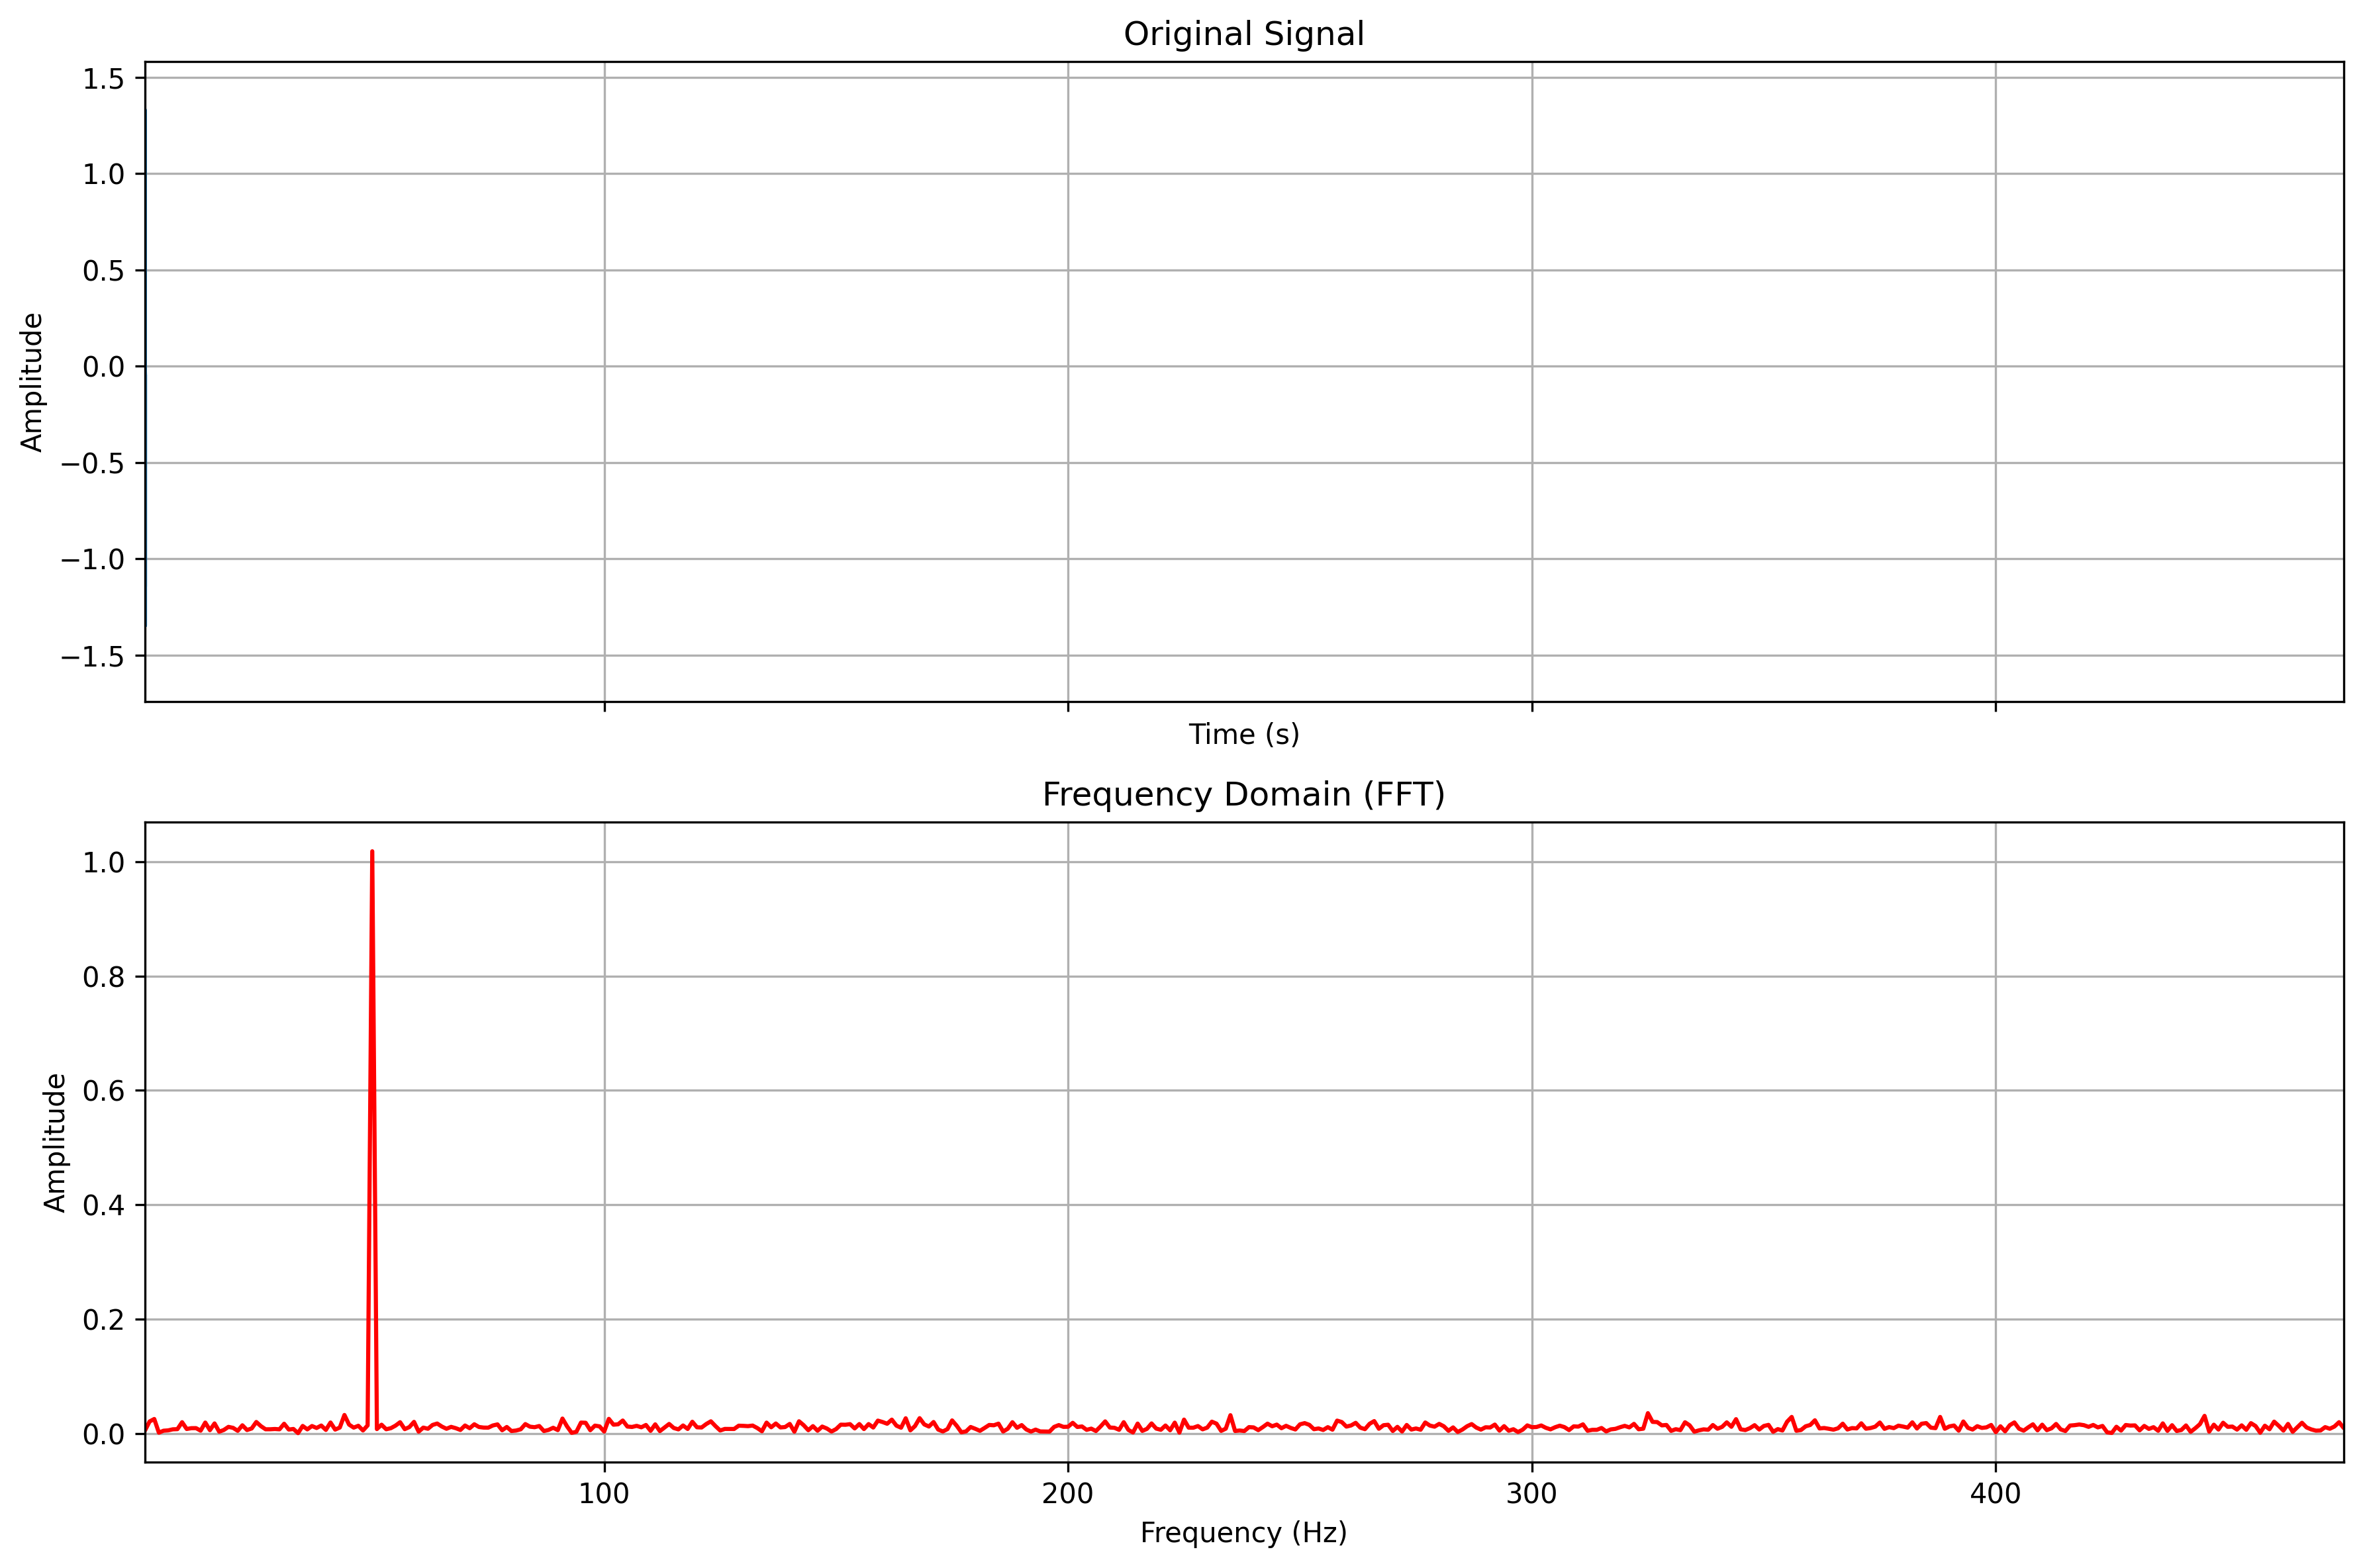 Original Signal
1.5
1.0
0.5
0.0
−0.5
−1.0
−1.5
Amplitude
Time (s)
Frequency Domain (FFT)
1.0
0.8
0.6
0.4
0.2
0.0
Amplitude
100 200 300 400
Frequency (Hz)